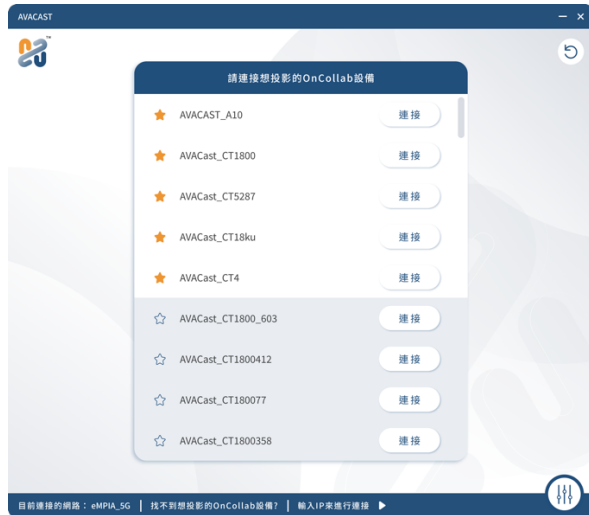 AVACAST
TM
請連接想投影的OnCollab設備
AVACAST_A10 連接
AVACast_CT1800 連接
AVACast_CT5287 連接
AVACast_CT18ku 連接
AVACast_CT4 連接
AVACast_CT1800_603 連接
AVACast_CT1800412 連接
AVACast_CT180077 連接
AVACast_CT1800358 連接
目前連接的網路：eMPIA_5G | 找不到想投影的OnCollab設備? | 輸入IP來進行連接 ▶